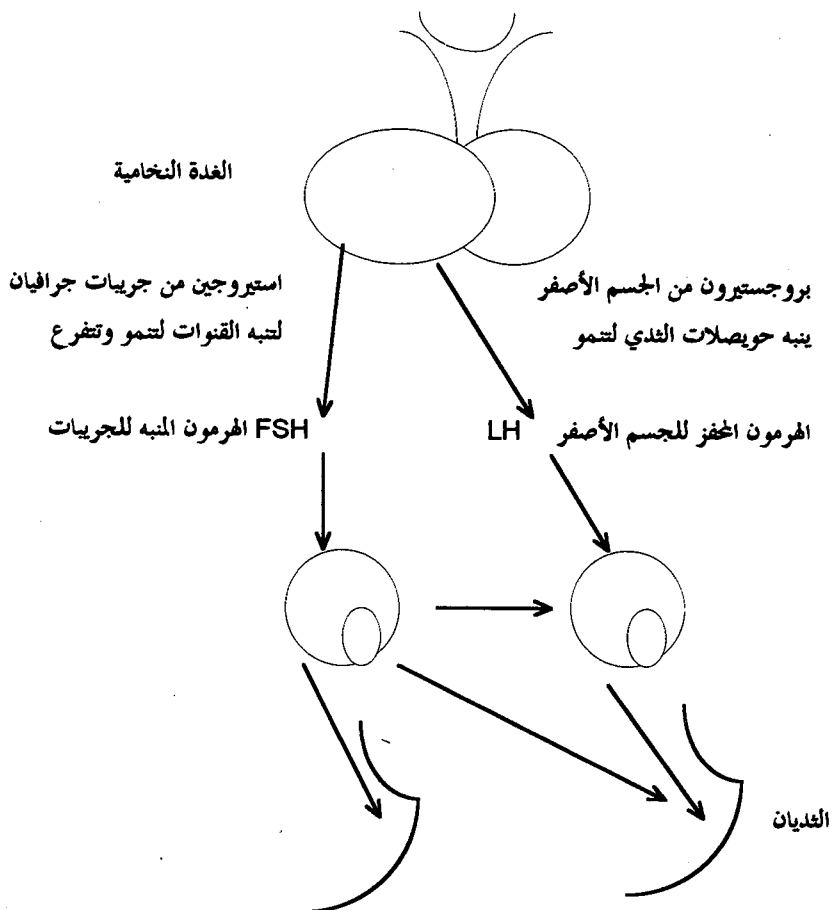 الغدة النخامية
بروجستيرون من الجسم الأصفر
ينبه حويصلات الثدي لتنمو
استيروجين من جريبات جرافيان
لتنبه القنوات لتنمو وتتفرع
الهرمون المحفز للجسم الأصفر LH
FSH الهرمون المنبه للجريبات
الثديان